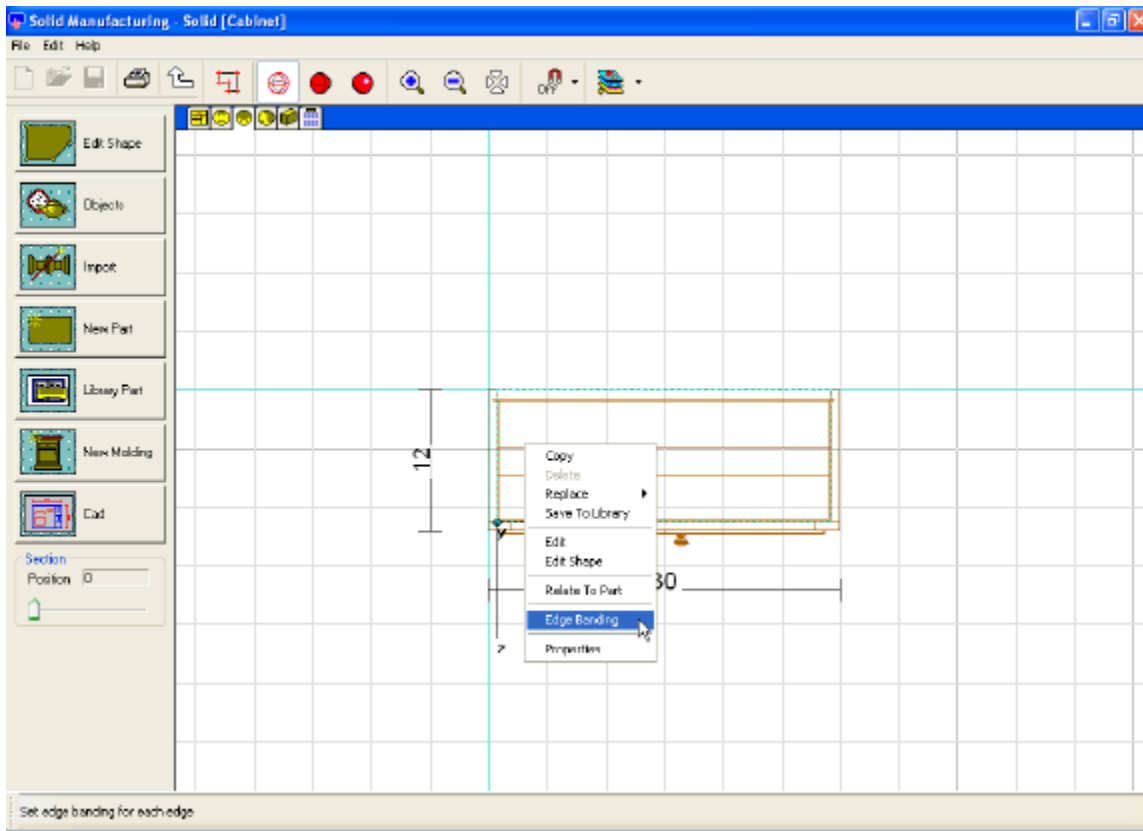 Solid Manufacturing - Solid [Cabinet]
File Edit Help
OFF
Edit Shape
Objects
Import
New Part
Library Part
New Molding
Cad
Section
Position 0
12
Copy
Delete
Replace
Save To Library
Edit
Edit Shape
Relate To Part
Edge Banding
Properties
Y
Z
Set edge banding for each edge